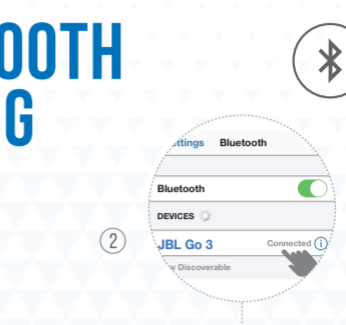 OOTH
G
ttings Bluetooth
Bluetooth
DEVICES
2
JBL Go 3 Connected i
w Discoverable